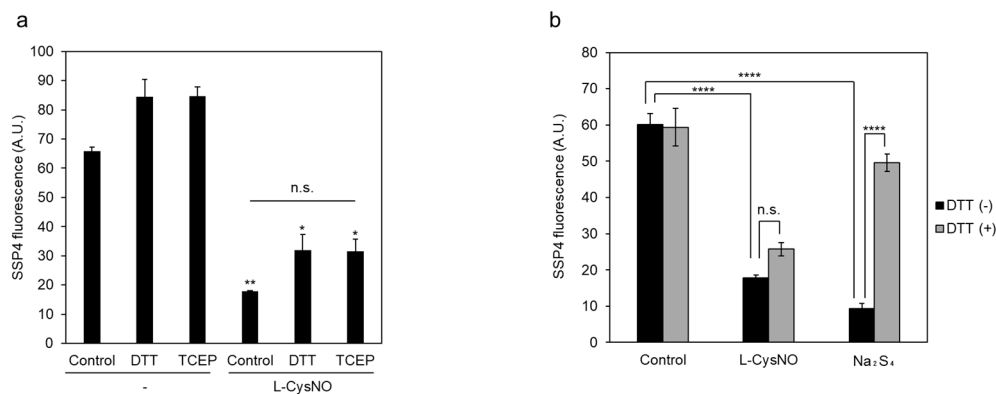 a
SSP4 fluorescence (A.U.)
100
90
80
70
60
50
40
30
20
10
0
n.s.
**
*
*
Control DTT TCEP Control DTT TCEP
- L-CysNO
b
SSP4 fluorescence (A.U.)
80
70
60
50
40
30
20
10
0
****
****
****
n.s.
Control L-CysNO Na₂S₄
DTT (-)
DTT (+)